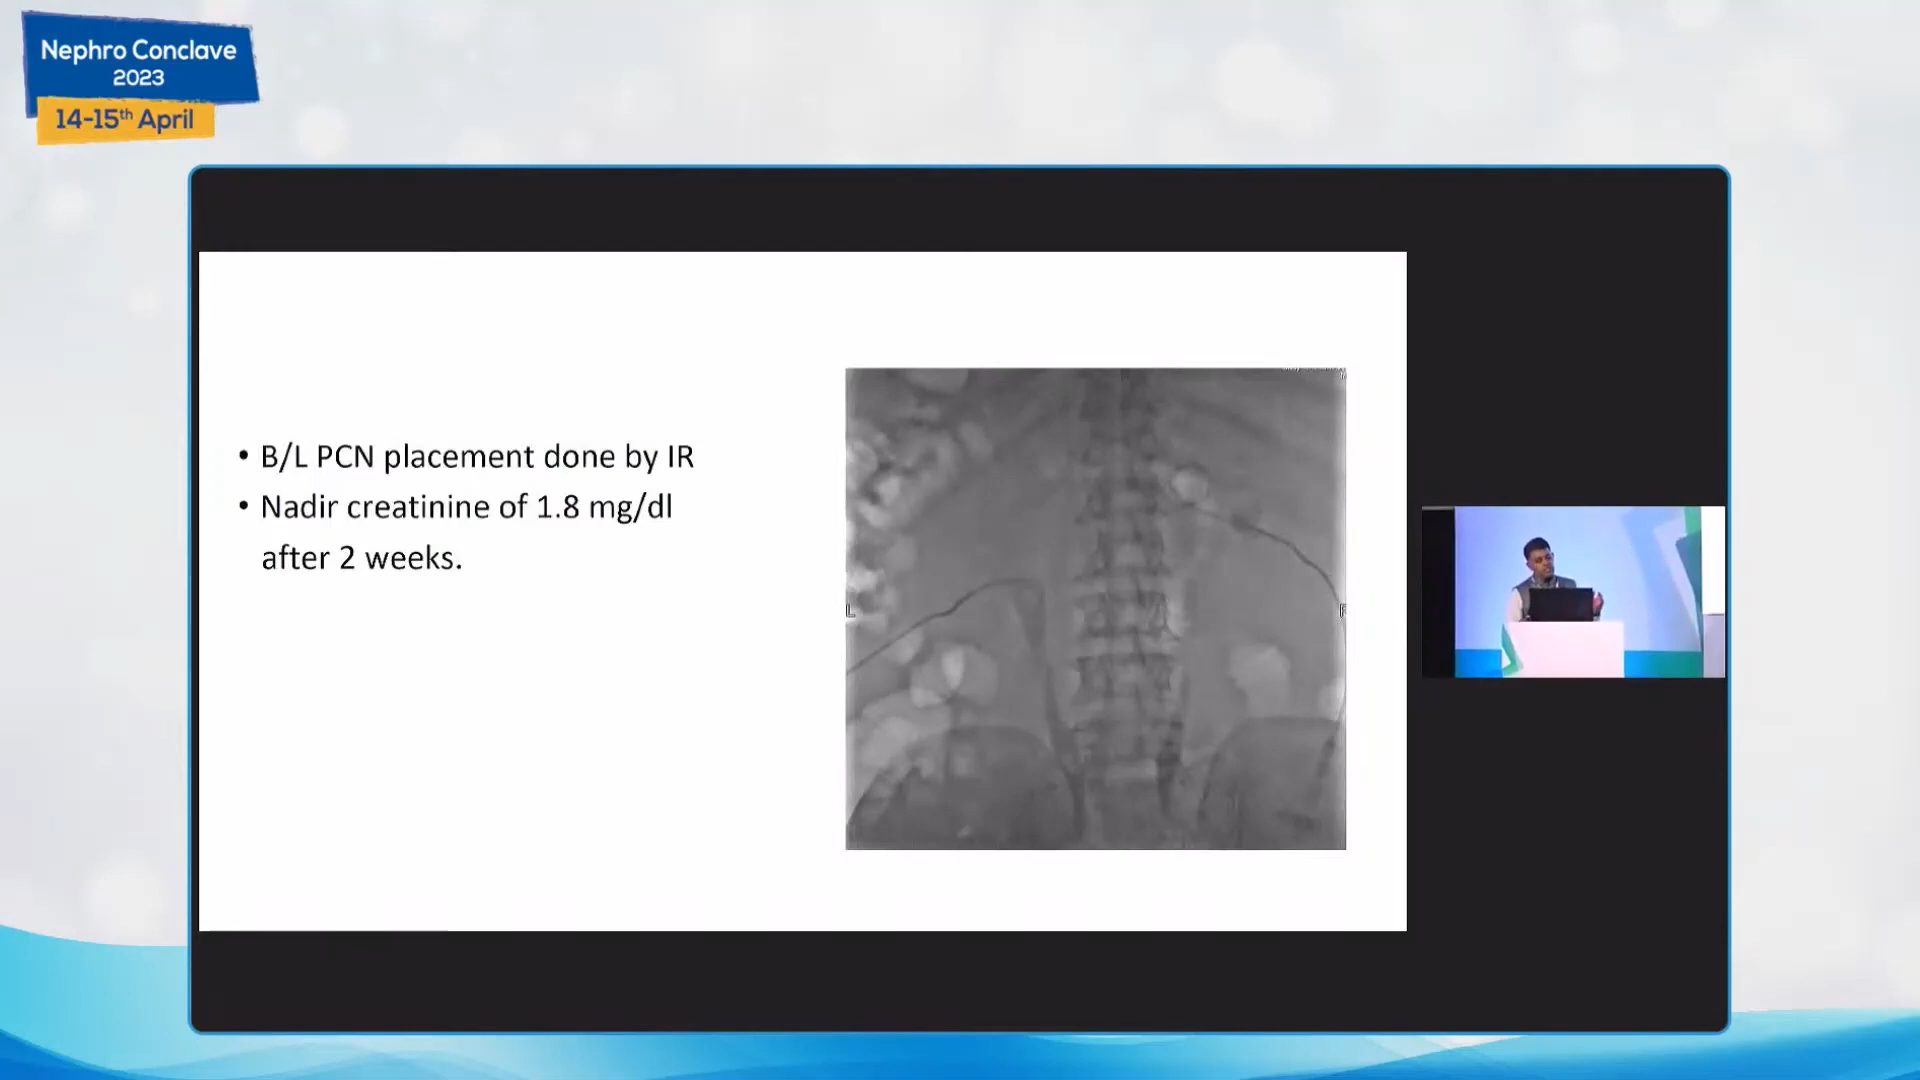 Nephro Conclave
2023
14-15th April
• B/L PCN placement done by IR
• Nadir creatinine of 1.8 mg/dl
after 2 weeks.
L